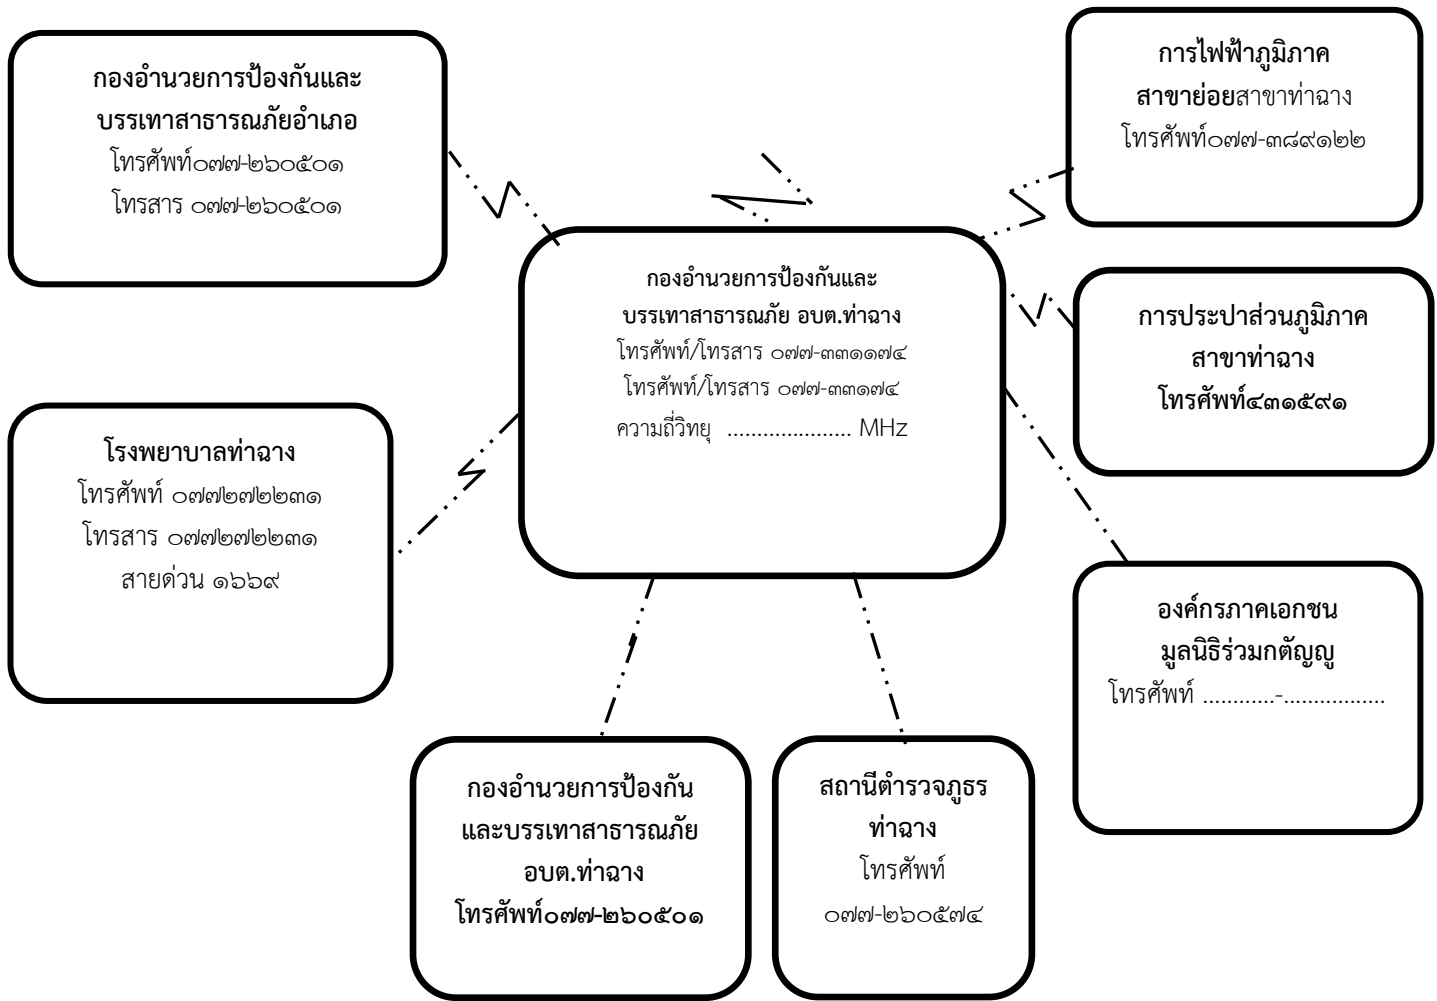 กองอำนวยการป้องกันและ
บรรเทาสาธารณภัยอำเภอ
โทรศัพท์๐๗๗-๒๖๐๕๐๑
โทรสาร ๐๗๗-๒๖๐๕๐๑
การไฟฟ้าภูมิภาค
สาขาย่อยสาขาท่าฉาง
โทรศัพท์๐๗๗-๓๘๙๑๒๒
กองอำนวยการป้องกันและ
บรรเทาสาธารณภัย อบต.ท่าฉาง
โทรศัพท์/โทรสาร ๐๗๗-๓๓๑๑๗๔
โทรศัพท์/โทรสาร ๐๗๗-๓๓๑๗๔
ความถี่วิทยุ ..................... MHz
การประปาส่วนภูมิภาค
สาขาท่าฉาง
โทรศัพท์๔๓๑๕๙๑
โรงพยาบาลท่าฉาง
โทรศัพท์ ๐๗๗๒๗๒๒๓๑
โทรสาร ๐๗๗๒๗๒๒๓๑
สายด่วน ๑๖๖๙
องค์กรภาคเอกชน
มูลนิธิร่วมกตัญญู
โทรศัพท์ ............-.................
กองอำนวยการป้องกัน
และบรรเทาสาธารณภัย
อบต.ท่าฉาง
โทรศัพท์๐๗๗-๒๖๐๕๐๑
สถานีตำรวจภูธร
ท่าฉาง
โทรศัพท์
๐๗๗-๒๖๐๕๗๔